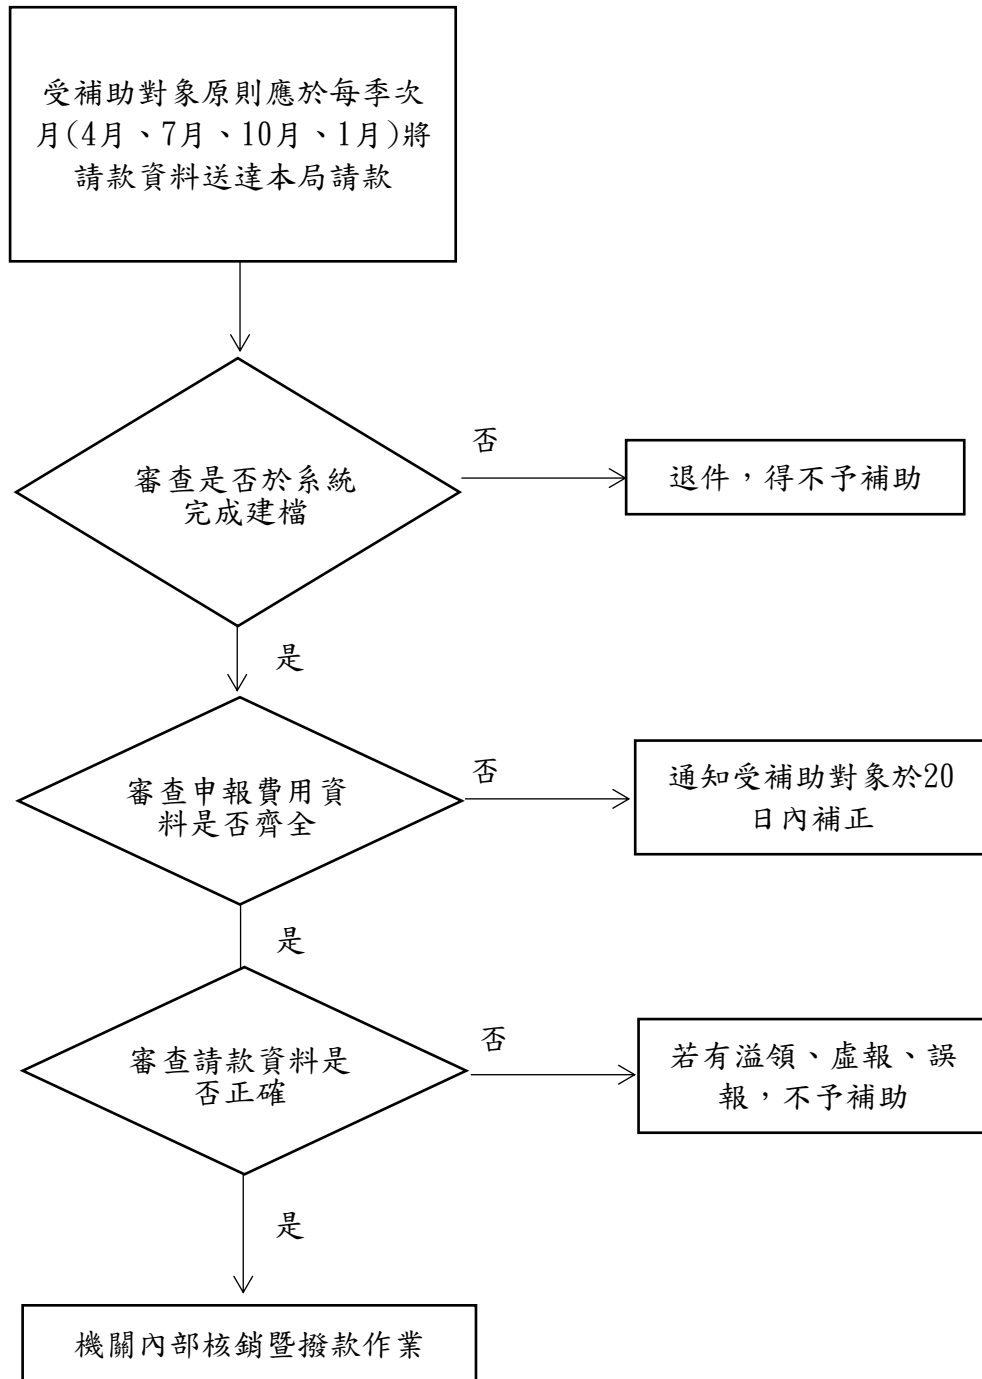 受補助對象原則應於每季次
月(4月、7月、10月、1月)將
請款資料送達本局請款
審查是否於系統
完成建檔
否
退件，得不予補助
是
審查申報費用資
料是否齊全
否
通知受補助對象於20
日內補正
是
審查請款資料是
否正確
否
若有溢領、虛報、誤
報，不予補助
是
機關內部核銷暨撥款作業